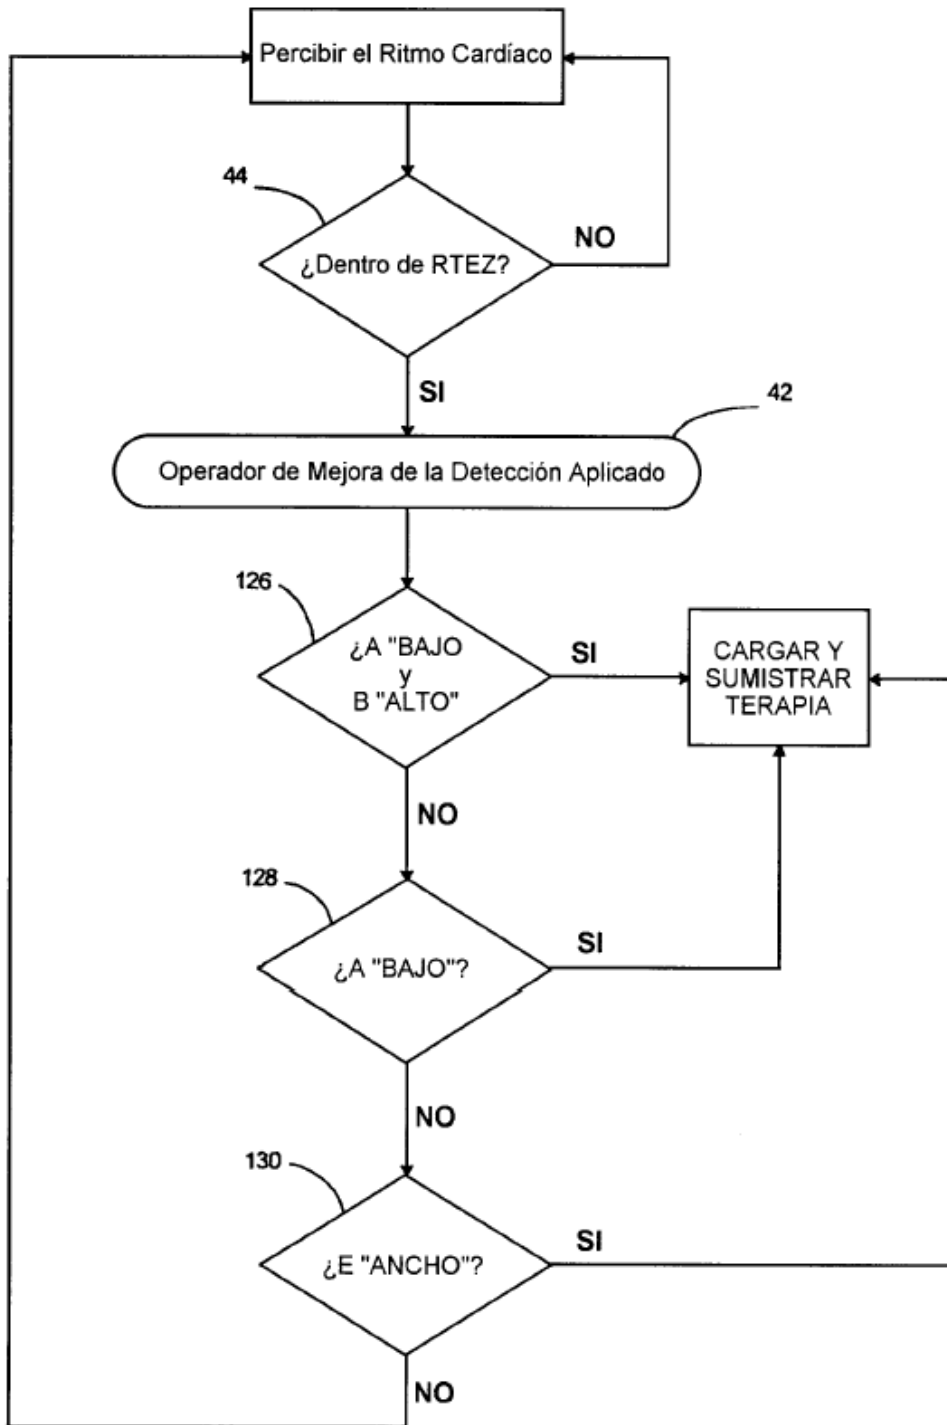 Percibir el Ritmo Cardíaco
44
NO
¿Dentro de RTEZ?
SI
42
Operador de Mejora de la Detección Aplicado
126
¿A "BAJO
y
B "ALTO"
SI
CARGAR Y
SUMISTRAR
TERAPIA
NO
128
¿A "BAJO"?
SI
NO
130
¿E "ANCHO"?
SI
NO